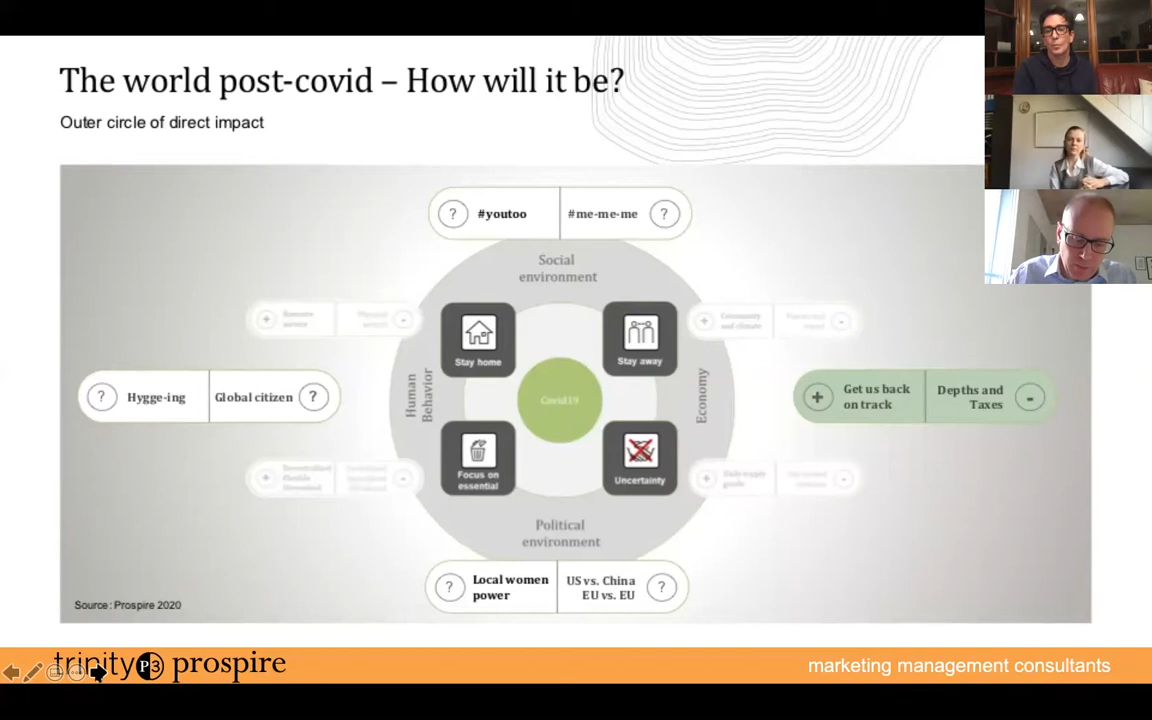 The world post-covid – How will it be?
Outer circle of direct impact
? #youtoo #me-me-me ?
Social
environment
Stay home
Stay away
? Hygge-ing Global citizen ?
Human
Behavior
Covid19
Economy
+ Get us back
on track
Depths and
Taxes -
Focus on
essential
Uncertainty
Political
environment
? Local women
power
US vs. China
EU vs. EU ?
Source: Prospire 2020
trinity P3 prospire
marketing management consultants